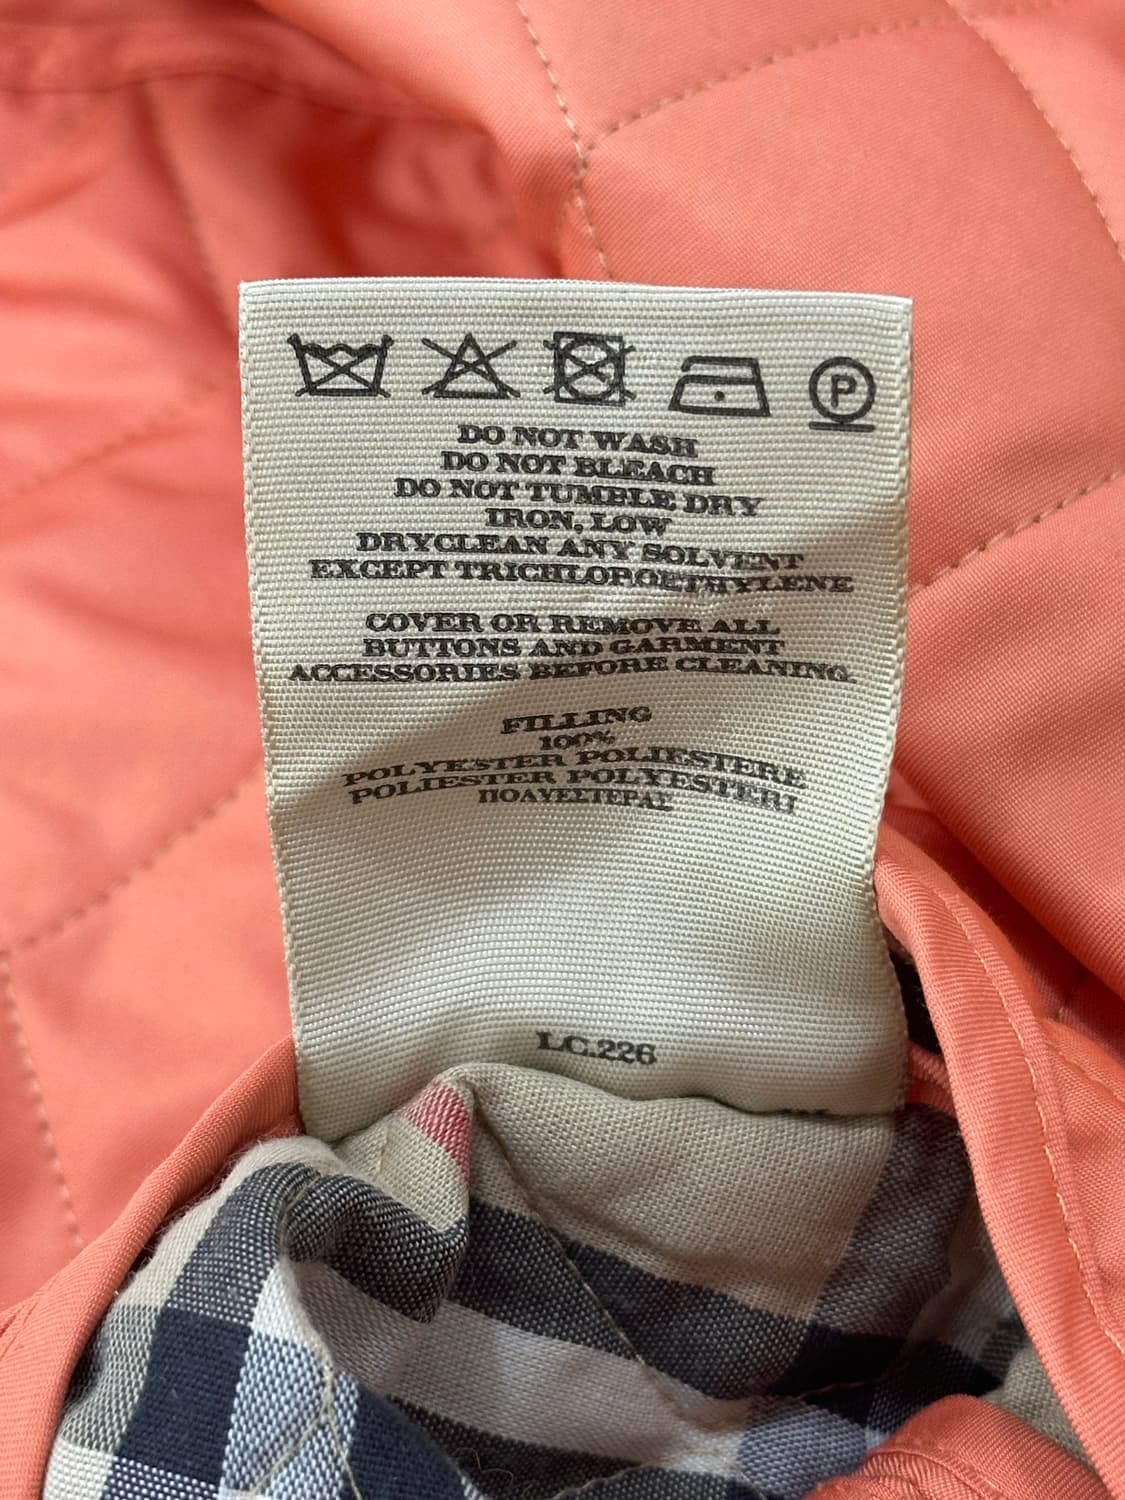 P
DO NOT WASH
DO NOT BLEACH
DO NOT TUMBLE DRY
IRON, LOW
DRYCLEAN ANY SOLVENT
EXCEPT TRICHLOROETHYLENE
COVER OR REMOVE ALL
BUTTONS AND GARMENT
ACCESSORIES BEFORE CLEANING.
FILLING
100%
POLYESTER POLIESTERE
POLIESTER POLYESTERI
ΠΟΛΥΕΣΤΕΡΑΣ
LC.226